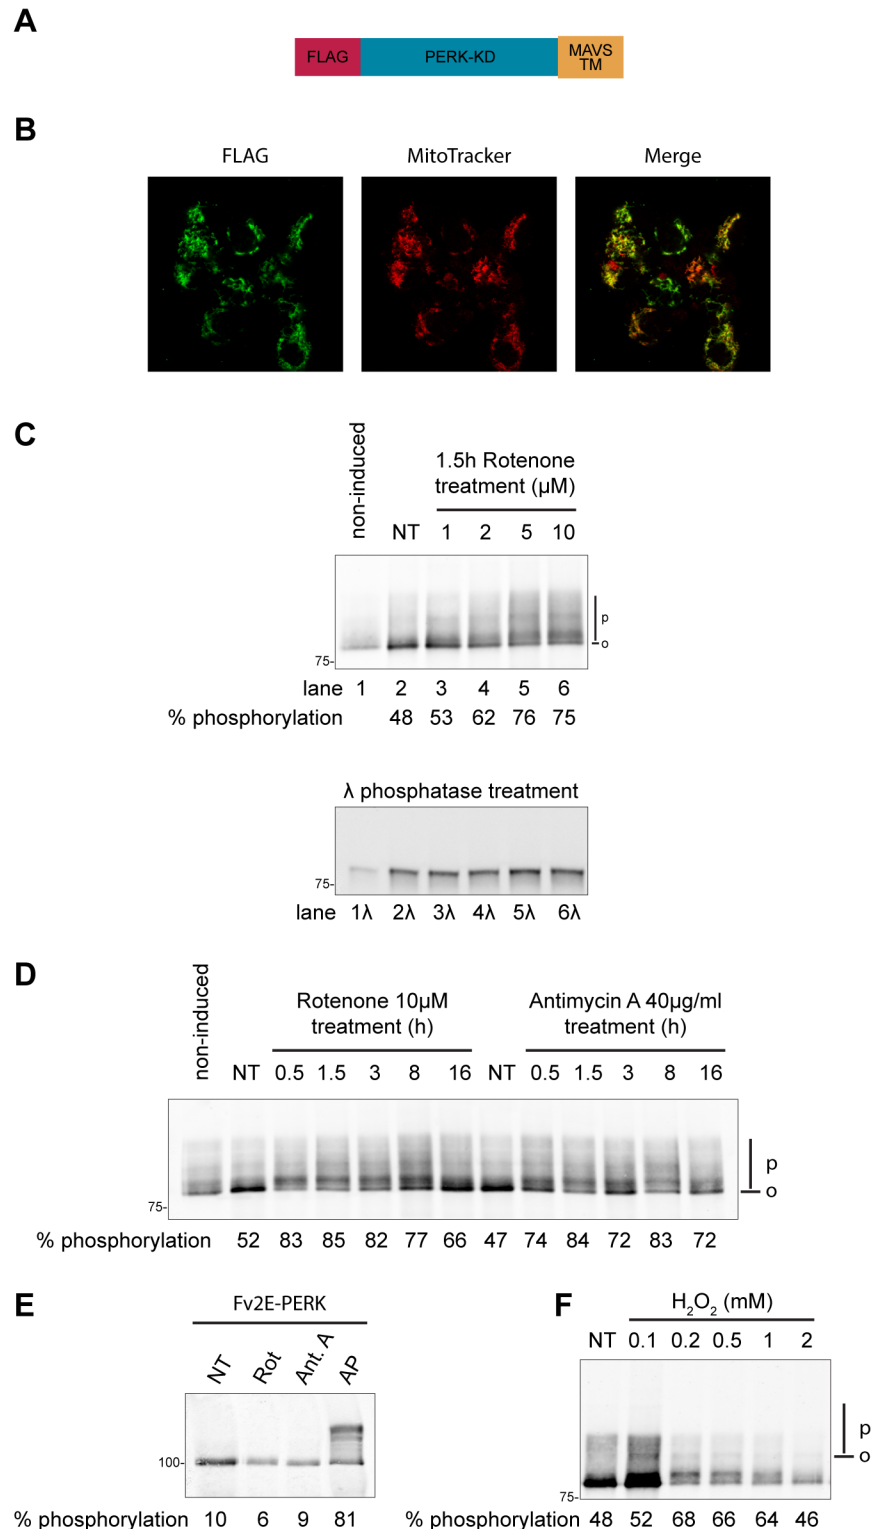 A
FLAG PERK-KD MAVS TM
B
FLAG MitoTracker Merge
C
non-induced
1.5h Rotenone
treatment (µM)
NT 1 2 5 10
p
o
75-
lane 1 2 3 4 5 6
% phosphorylation 48 53 62 76 75
λ phosphatase treatment
75-
lane 1λ 2λ 3λ 4λ 5λ 6λ
D
non-induced
Rotenone 10µM
treatment (h)
Antimycin A 40µg/ml
treatment (h)
NT 0.5 1.5 3 8 16 NT 0.5 1.5 3 8 16
p
o
75-
% phosphorylation 52 83 85 82 77 66 47 74 84 72 83 72
E
Fv2E-PERK
NT Rot Ant. A AP
100-
% phosphorylation 10 6 9 81
F
H₂O₂ (mM)
NT 0.1 0.2 0.5 1 2
p
o
75-
% phosphorylation 48 52 68 66 64 46